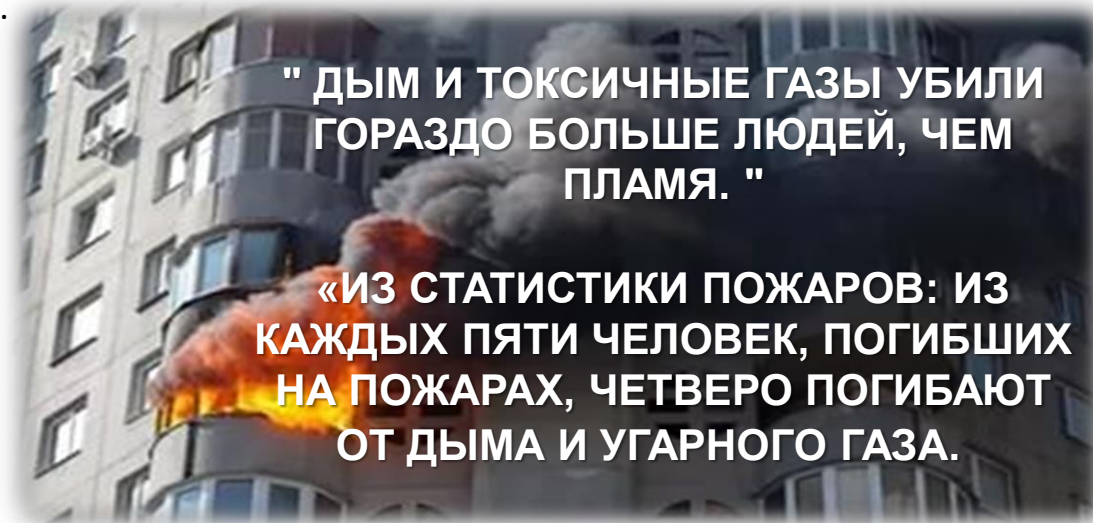 .
" ДЫМ И ТОКСИЧНЫЕ ГАЗЫ УБИЛИ
ГОРАЗДО БОЛЬШЕ ЛЮДЕЙ, ЧЕМ
ПЛАМЯ. "
«ИЗ СТАТИСТИКИ ПОЖАРОВ: ИЗ
КАЖДЫХ ПЯТИ ЧЕЛОВЕК, ПОГИБШИХ
НА ПОЖАРАХ, ЧЕТВЕРО ПОГИБАЮТ
ОТ ДЫМА И УГАРНОГО ГАЗА.